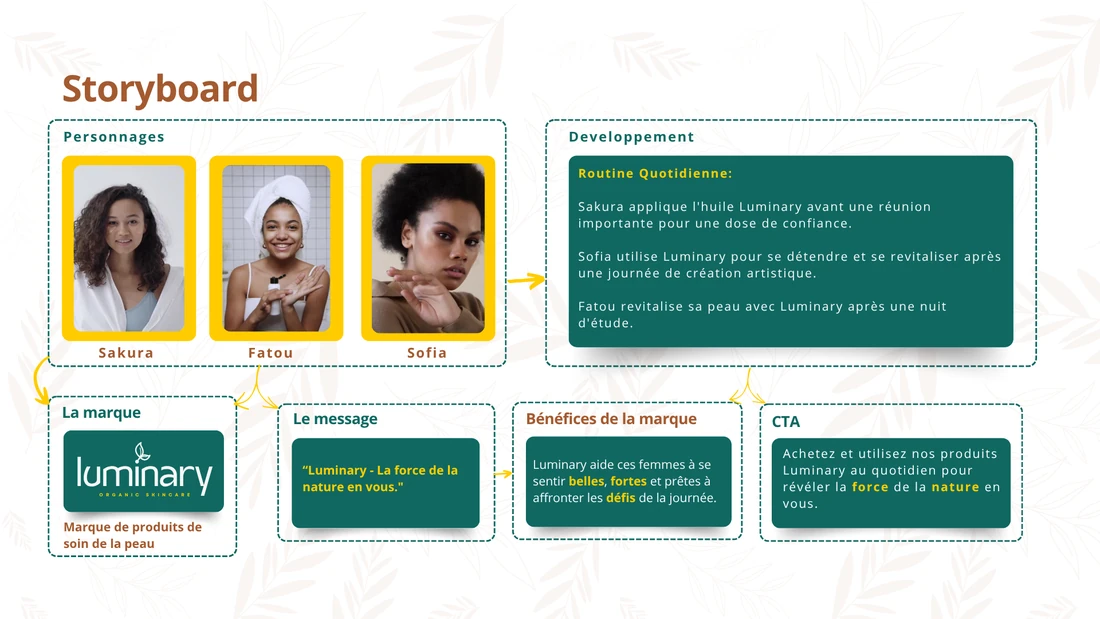 Storyboard
Personnages
Sakura
Fatou
Sofia
Developpement
Routine Quotidienne:
Sakura applique l'huile Luminary avant une réunion
importante pour une dose de confiance.
Sofia utilise Luminary pour se détendre et se revitaliser après
une journée de création artistique.
Fatou revitalise sa peau avec Luminary après une nuit
d'étude.
La marque
luminary
ORGANIC SKINCARE
Marque de produits de
soin de la peau
Le message
“Luminary - La force de la
nature en vous."
Bénéfices de la marque
Luminary aide ces femmes à se
sentir belles, fortes et prêtes à
affronter les défis de la journée.
CTA
Achetez et utilisez nos produits
Luminary au quotidien pour
révéler la force de la nature en
vous.